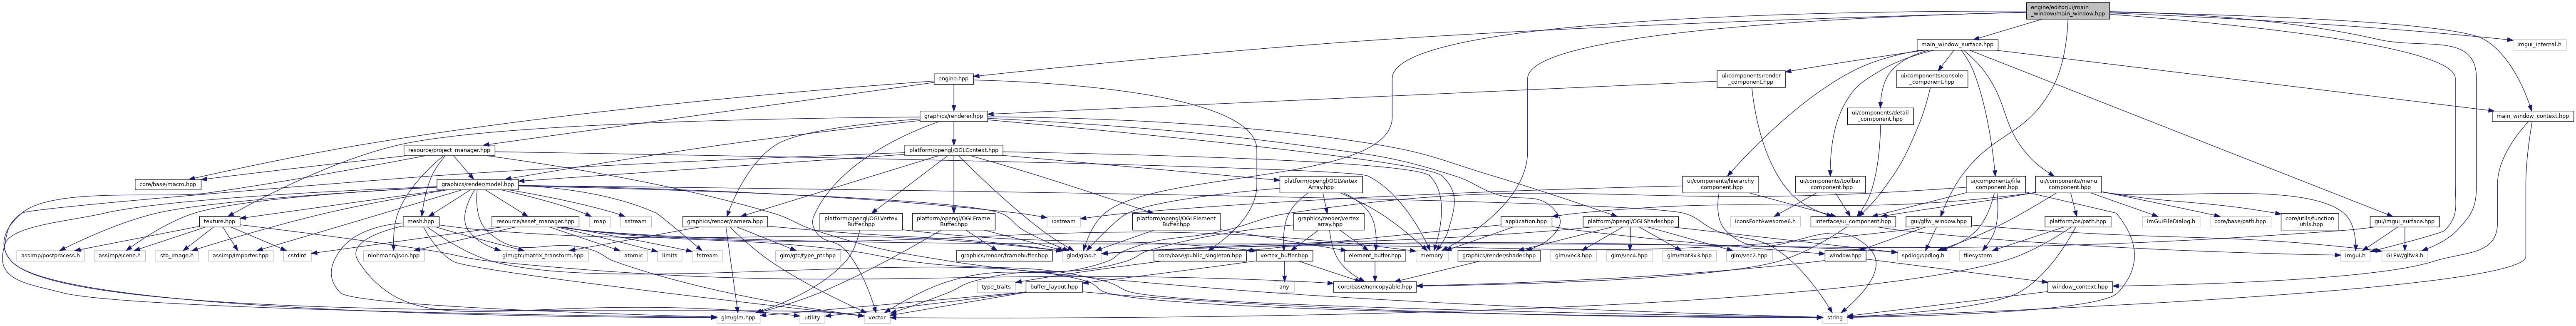 engine/editor/ui/main
_window/main_window.hpp
main_window_surface.hpp
imgui_internal.h
engine.hpp
ui/components/render
_component.hpp
ui/components/console
_component.hpp
graphics/renderer.hpp
ui/components/detail
_component.hpp
main_window_context.hpp
resource/project_manager.hpp
platform/opengl/OGLContext.hpp
core/base/macro.hpp
graphics/render/model.hpp
platform/opengl/OGLVertex
Array.hpp
ui/components/hierarchy
_component.hpp
ui/components/toolbar
_component.hpp
ui/components/file
_component.hpp
ui/components/menu
_component.hpp
texture.hpp
mesh.hpp
resource/asset_manager.hpp
map
sstream
graphics/render/camera.hpp
platform/opengl/OGLVertex
Buffer.hpp
platform/opengl/OGLFrame
Buffer.hpp
iostream
platform/opengl/OGLElement
Buffer.hpp
graphics/render/vertex
_array.hpp
application.hpp
platform/opengl/OGLShader.hpp
IconsFontAwesome6.h
interface/ui_component.hpp
gui/glfw_window.hpp
platform/os/path.hpp
ImGuiFileDialog.h
core/base/path.hpp
core/utils/function
_utils.hpp
gui/imgui_surface.hpp
assimp/postprocess.h
assimp/scene.h
stb_image.h
assimp/Importer.hpp
cstdint
nlohmann/json.hpp
glm/gtc/matrix_transform.hpp
atomic
limits
fstream
glm/gtc/type_ptr.hpp
graphics/render/framebuffer.hpp
glad/glad.h
core/base/public_singleton.hpp
vertex_buffer.hpp
element_buffer.hpp
memory
graphics/render/shader.hpp
glm/vec3.hpp
glm/vec4.hpp
glm/mat3x3.hpp
glm/vec2.hpp
window.hpp
spdlog/spdlog.h
filesystem
imgui.h
GLFW/glfw3.h
type_traits
buffer_layout.hpp
any
core/base/noncopyable.hpp
window_context.hpp
glm/glm.hpp
utility
vector
string